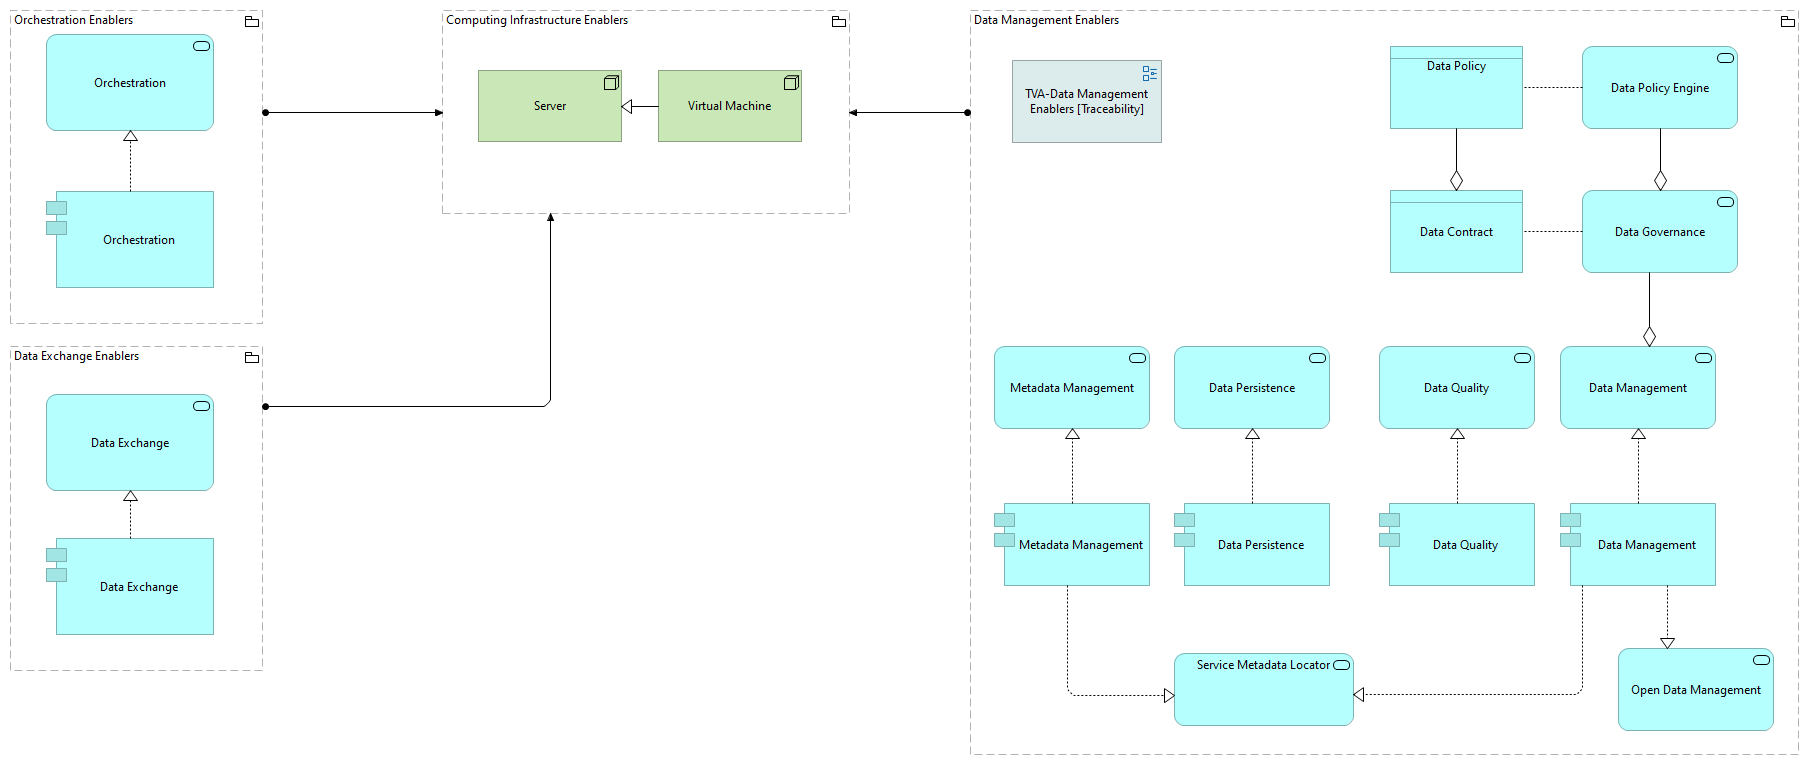 Orchestration Enablers
Orchestration
Orchestration
Data Exchange Enablers
Data Exchange
Data Exchange
Computing Infrastructure Enablers
Server
Virtual Machine
Data Management Enablers
TVA-Data Management
Enablers [Traceability]
Data Policy
Data Policy Engine
Data Contract
Data Governance
Metadata Management
Data Persistence
Data Quality
Data Management
Metadata Management
Data Persistence
Data Quality
Data Management
Service Metadata Locator
Open Data Management